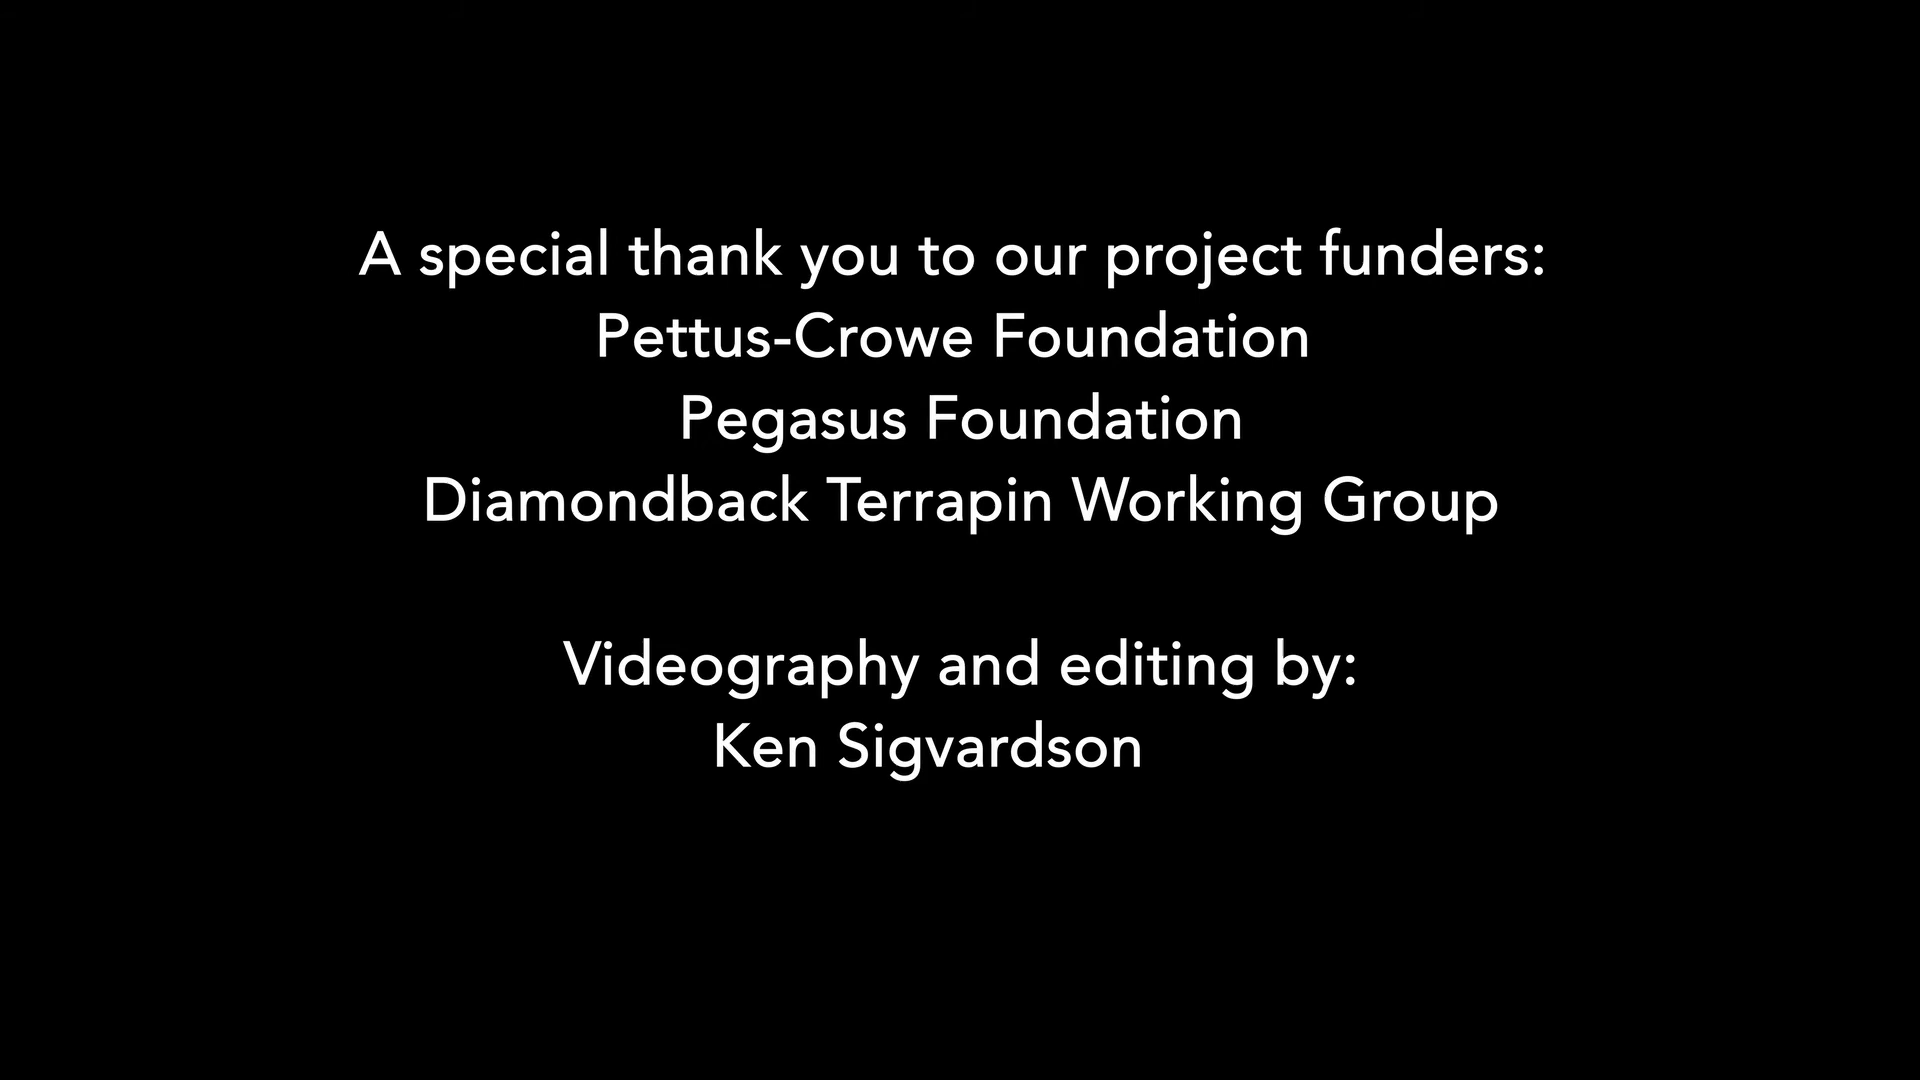 A special thank you to our project funders:
Pettus-Crowe Foundation
Pegasus Foundation
Diamondback Terrapin Working Group
Videography and editing by:
Ken Sigvardson